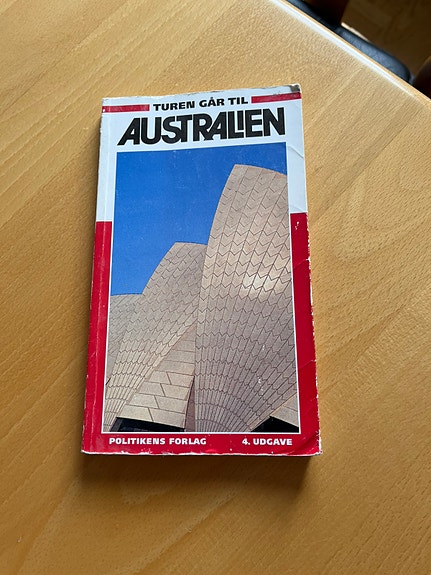 TUREN GÅR TIL
AUSTRALIEN
POLITIKENS FORLAG 4. UDGAVE